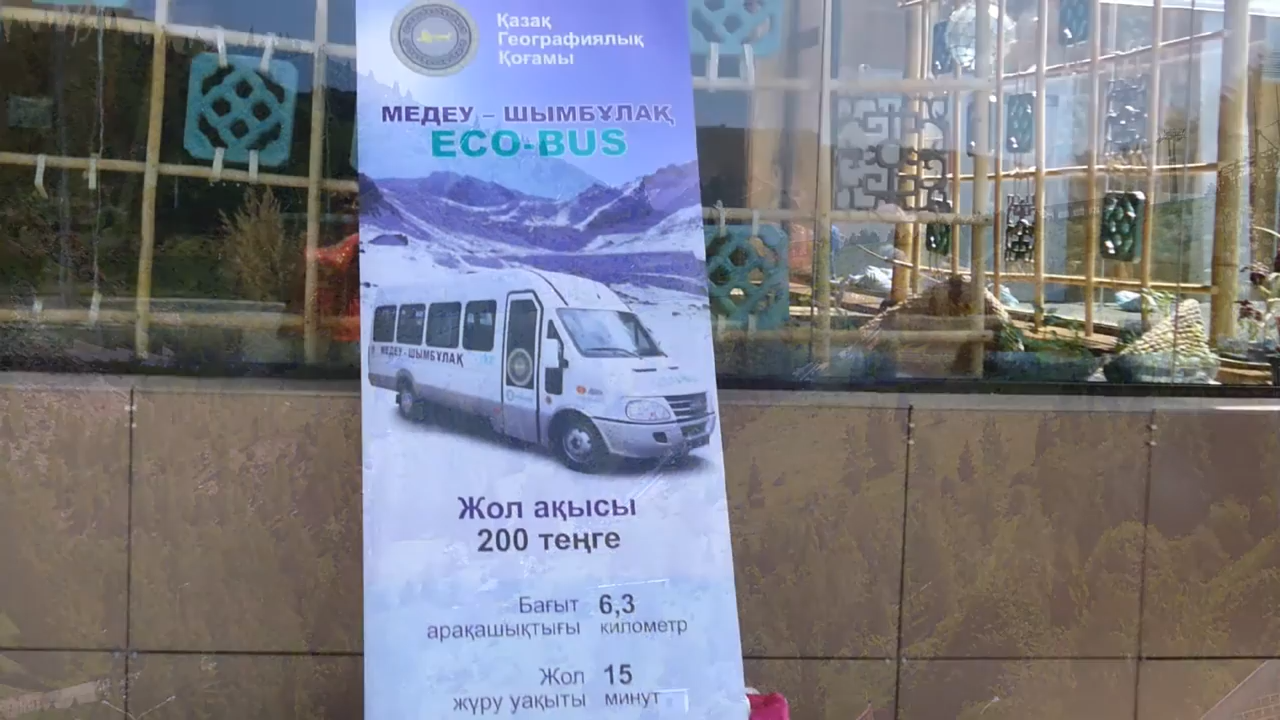 Қазақ
Географиялық
Қоғамы
МЕДЕУ – ШЫМБҰЛАҚ
ECO-BUS
МЕДЕУ - ШЫМБҰЛАҚ
Жол ақысы
200 теңге
Бағыт 6,3
арақашықтығы километр
Жол 15
жүру уақыты минут